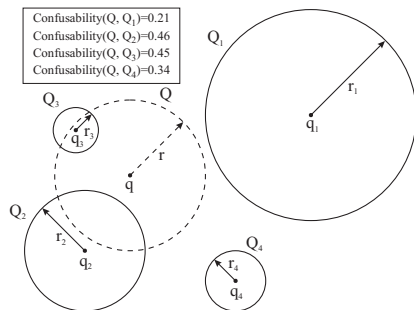 Confusability(Q, Q1)=0.21
Confusability(Q, Q2)=0.46
Confusability(Q, Q3)=0.45
Confusability(Q, Q4)=0.34
Q1
Q3
Q
r1
r3
q3
q1
r
q
Q2
r2
Q4
q2
r4
q4